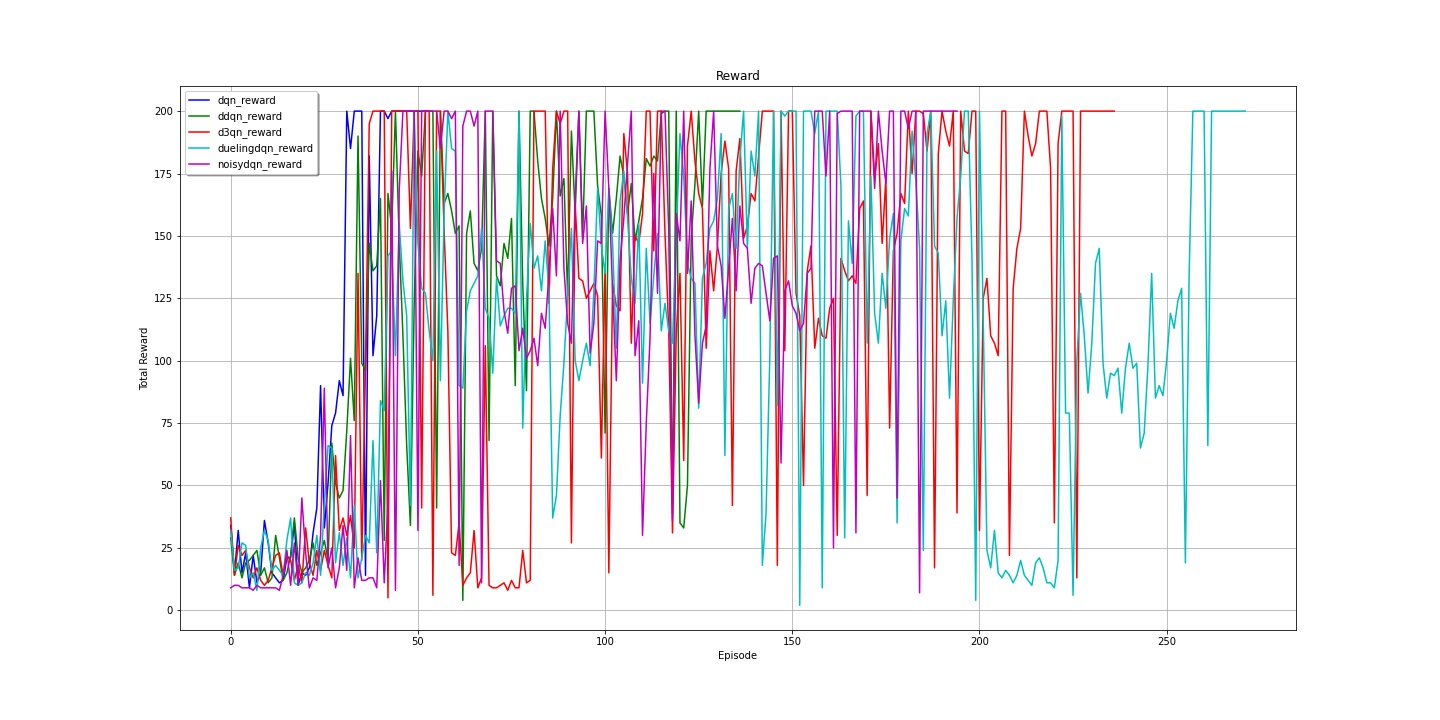 Reward
dqn_reward
ddqn_reward
d3qn_reward
duelingdqn_reward
noisydqn_reward
Total Reward
200
175
150
125
100
75
50
25
0
0 50 100 150 200 250
Episode